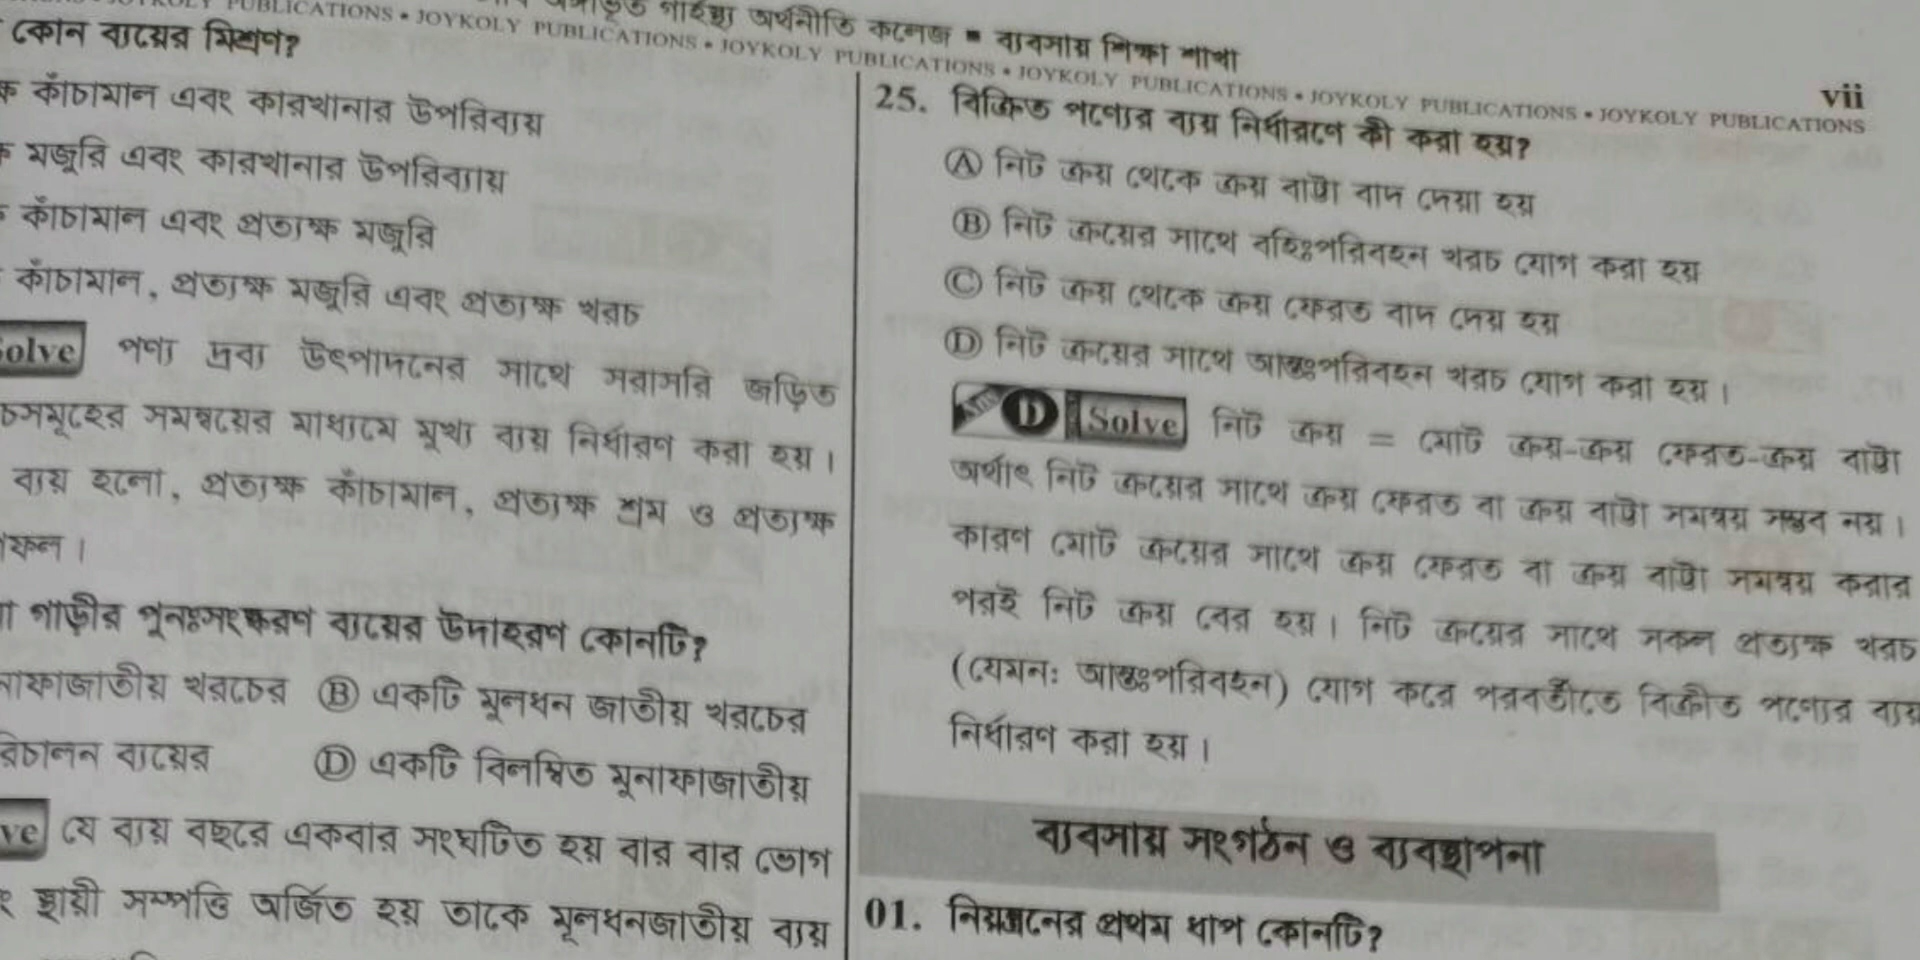 গার্হস্থ্য অর্থনীতি কলেজ ▪ ব্যবসায় শিক্ষা শাখা
PUBLICATIONS • JOYKOLY PUBLICATIONS • JOYKOLY PUBLICATIONS • JOYKOLY PUBLICATIONS • JOYKOLY PUBLICATIONS • JOYKOLY PUBLICATIONS
vii
কোন ব্যয়ের মিশ্রণ?
কাঁচামাল এবং কারখানার উপরিব্যয়
মজুরি এবং কারখানার উপরিব্যায়
কাঁচামাল এবং প্রত্যক্ষ মজুরি
কাঁচামাল, প্রত্যক্ষ মজুরি এবং প্রত্যক্ষ খরচ
Solve পণ্য দ্রব্য উৎপাদনের সাথে সরাসরি জড়িত
চসমূহের সমন্বয়ের মাধ্যমে মুখ্য ব্যয় নির্ধারণ করা হয়।
ব্যয় হলো, প্রত্যক্ষ কাঁচামাল, প্রত্যক্ষ শ্রম ও প্রত্যক্ষ
ফল।
গাড়ীর পুনঃসংষ্করণ ব্যয়ের উদাহরণ কোনটি?
নাফাজাতীয় খরচের Ⓑ একটি মূলধন জাতীয় খরচের
রিচালন ব্যয়ের Ⓓ একটি বিলম্বিত মূনাফাজাতীয়
ve যে ব্যয় বছরে একবার সংঘটিত হয় বার বার ভোগ
স্থায়ী সম্পত্তি অর্জিত হয় তাকে মূলধনজাতীয় ব্যয়
25. বিক্রিত পণ্যের ব্যয় নির্ধারণে কী করা হয়?
Ⓐ নিট ক্রয় থেকে ক্রয় বাট্টা বাদ দেয়া হয়
Ⓑ নিট ক্রয়ের সাথে বহিঃপরিবহন খরচ যোগ করা হয়
Ⓒ নিট ক্রয় থেকে ক্রয় ফেরত বাদ দেয় হয়
Ⓓ নিট ক্রয়ের সাথে আন্তঃপরিবহন খরচ যোগ করা হয়।
Ans D Solve নিট ক্রয় = মোট ক্রয়-ক্রয় ফেরত-ক্রয় বাট্টা
অর্থাৎ নিট ক্রয়ের সাথে ক্রয় ফেরত বা ক্রয় বাট্টা সমন্বয় সম্ভব নয়।
কারণ মোট ক্রয়ের সাথে ক্রয় ফেরত বা ক্রয় বাট্টা সমন্বয় করার
পরই নিট ক্রয় বের হয়। নিট ক্রয়ের সাথে সকল প্রত্যক্ষ খরচ
(যেমন: আন্তঃপরিবহন) যোগ করে পরবর্তীতে বিক্রীত পণ্যের ব্যয়
নির্ধারণ করা হয়।
ব্যবসায় সংগঠন ও ব্যবস্থাপনা
01. নিয়ন্ত্রনের প্রথম ধাপ কোনটি?